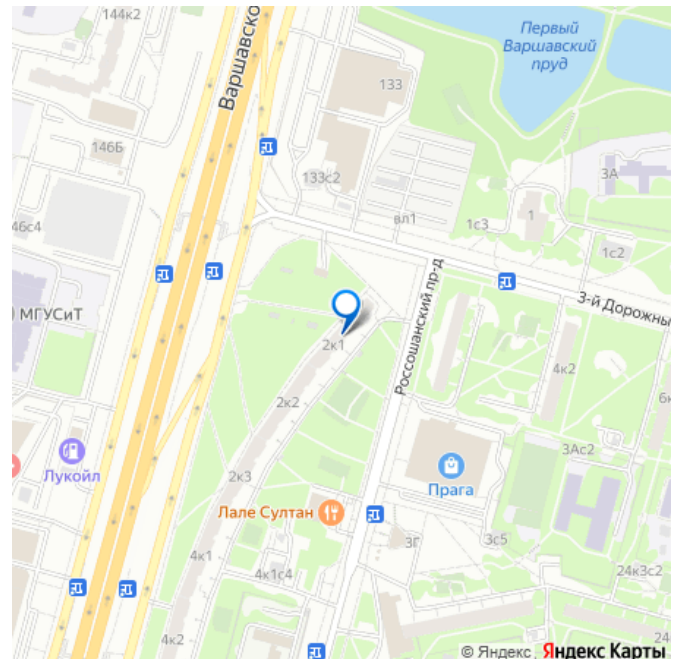 144к2
Варшавско
Первый
Варшавский
пруд
133
146Б
133с2
3А
46с4
вл1
1с3
1
1с2
) МГУСиТ
Россошанский пр-д
3-й Дорожны
2к1
4к2
6к
2к2
3Ас2
Лукойл
2к3
Прага
Лале Султан
3Г
3с5
4к1
4к1с4
24к3с2
4к2
© Яндекс Яндекс Карты